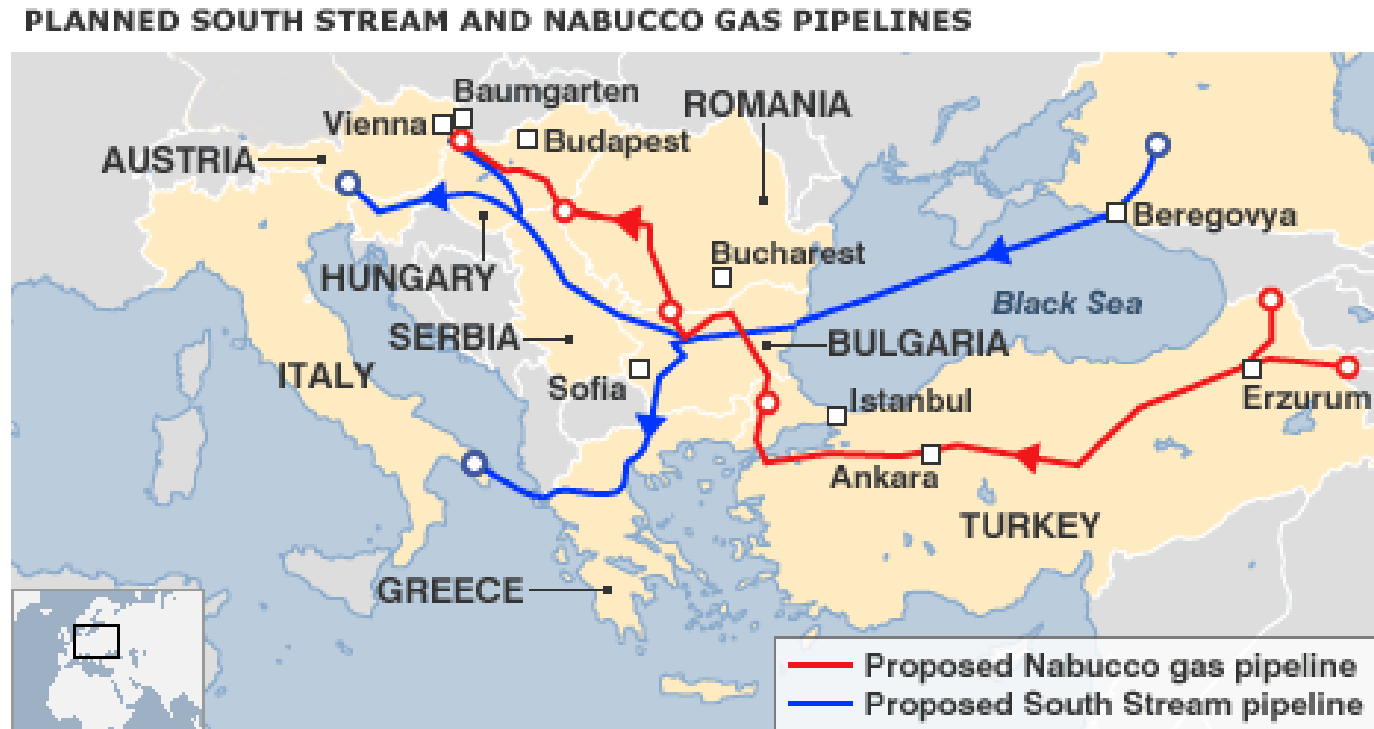 PLANNED SOUTH STREAM AND NABUCCO GAS PIPELINES
Baumgarten
ROMANIA
Vienna
Budapest
AUSTRIA
Beregovya
Bucharest
HUNGARY
Black Sea
SERBIA
BULGARIA
ITALY
Sofia
Istanbul
Erzurum
Ankara
TURKEY
GREECE
Proposed Nabucco gas pipeline
Proposed South Stream pipeline